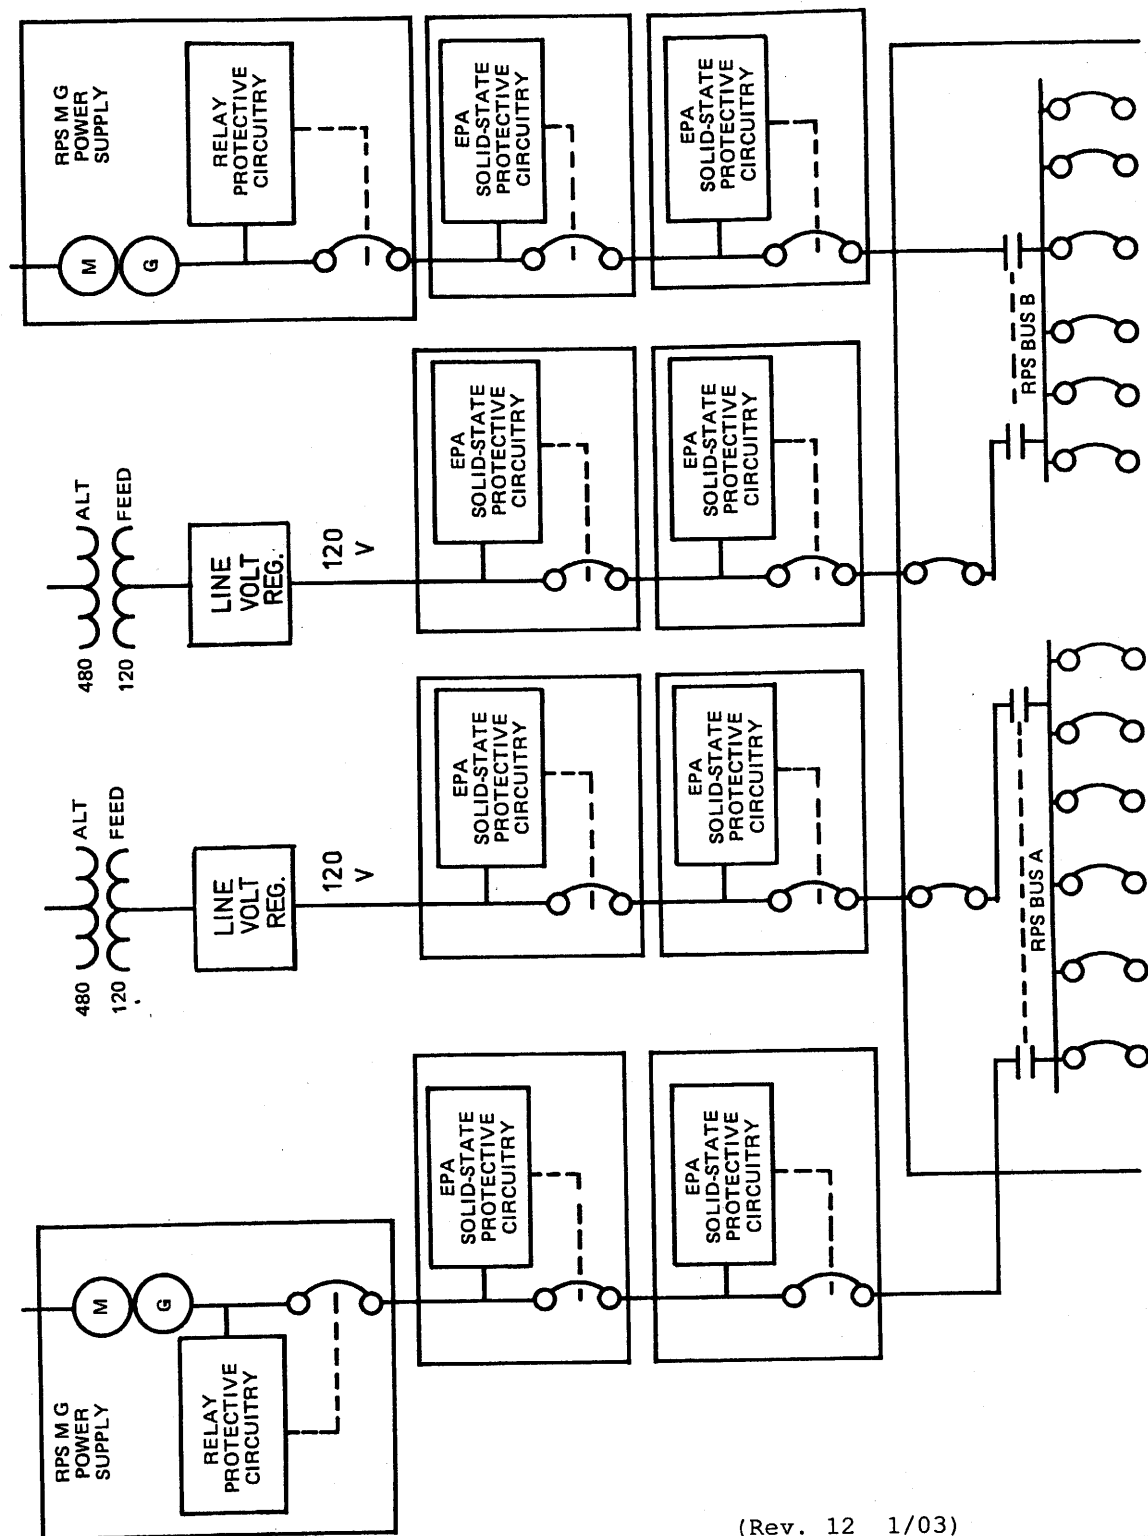 RPS M G
POWER
SUPPLY
M
G
RELAY
PROTECTIVE
CIRCUITRY
EPA
SOLID-STATE
PROTECTIVE
CIRCUITRY
EPA
SOLID-STATE
PROTECTIVE
CIRCUITRY
480 ALT
120 FEED
LINE
VOLT
REG.
120
V
EPA
SOLID-STATE
PROTECTIVE
CIRCUITRY
EPA
SOLID-STATE
PROTECTIVE
CIRCUITRY
RPS BUS A
480 ALT
120 FEED
LINE
VOLT
REG.
120
V
EPA
SOLID-STATE
PROTECTIVE
CIRCUITRY
EPA
SOLID-STATE
PROTECTIVE
CIRCUITRY
RPS M G
POWER
SUPPLY
M
G
RELAY
PROTECTIVE
CIRCUITRY
EPA
SOLID-STATE
PROTECTIVE
CIRCUITRY
EPA
SOLID-STATE
PROTECTIVE
CIRCUITRY
RPS BUS B
(Rev. 12 1/03)